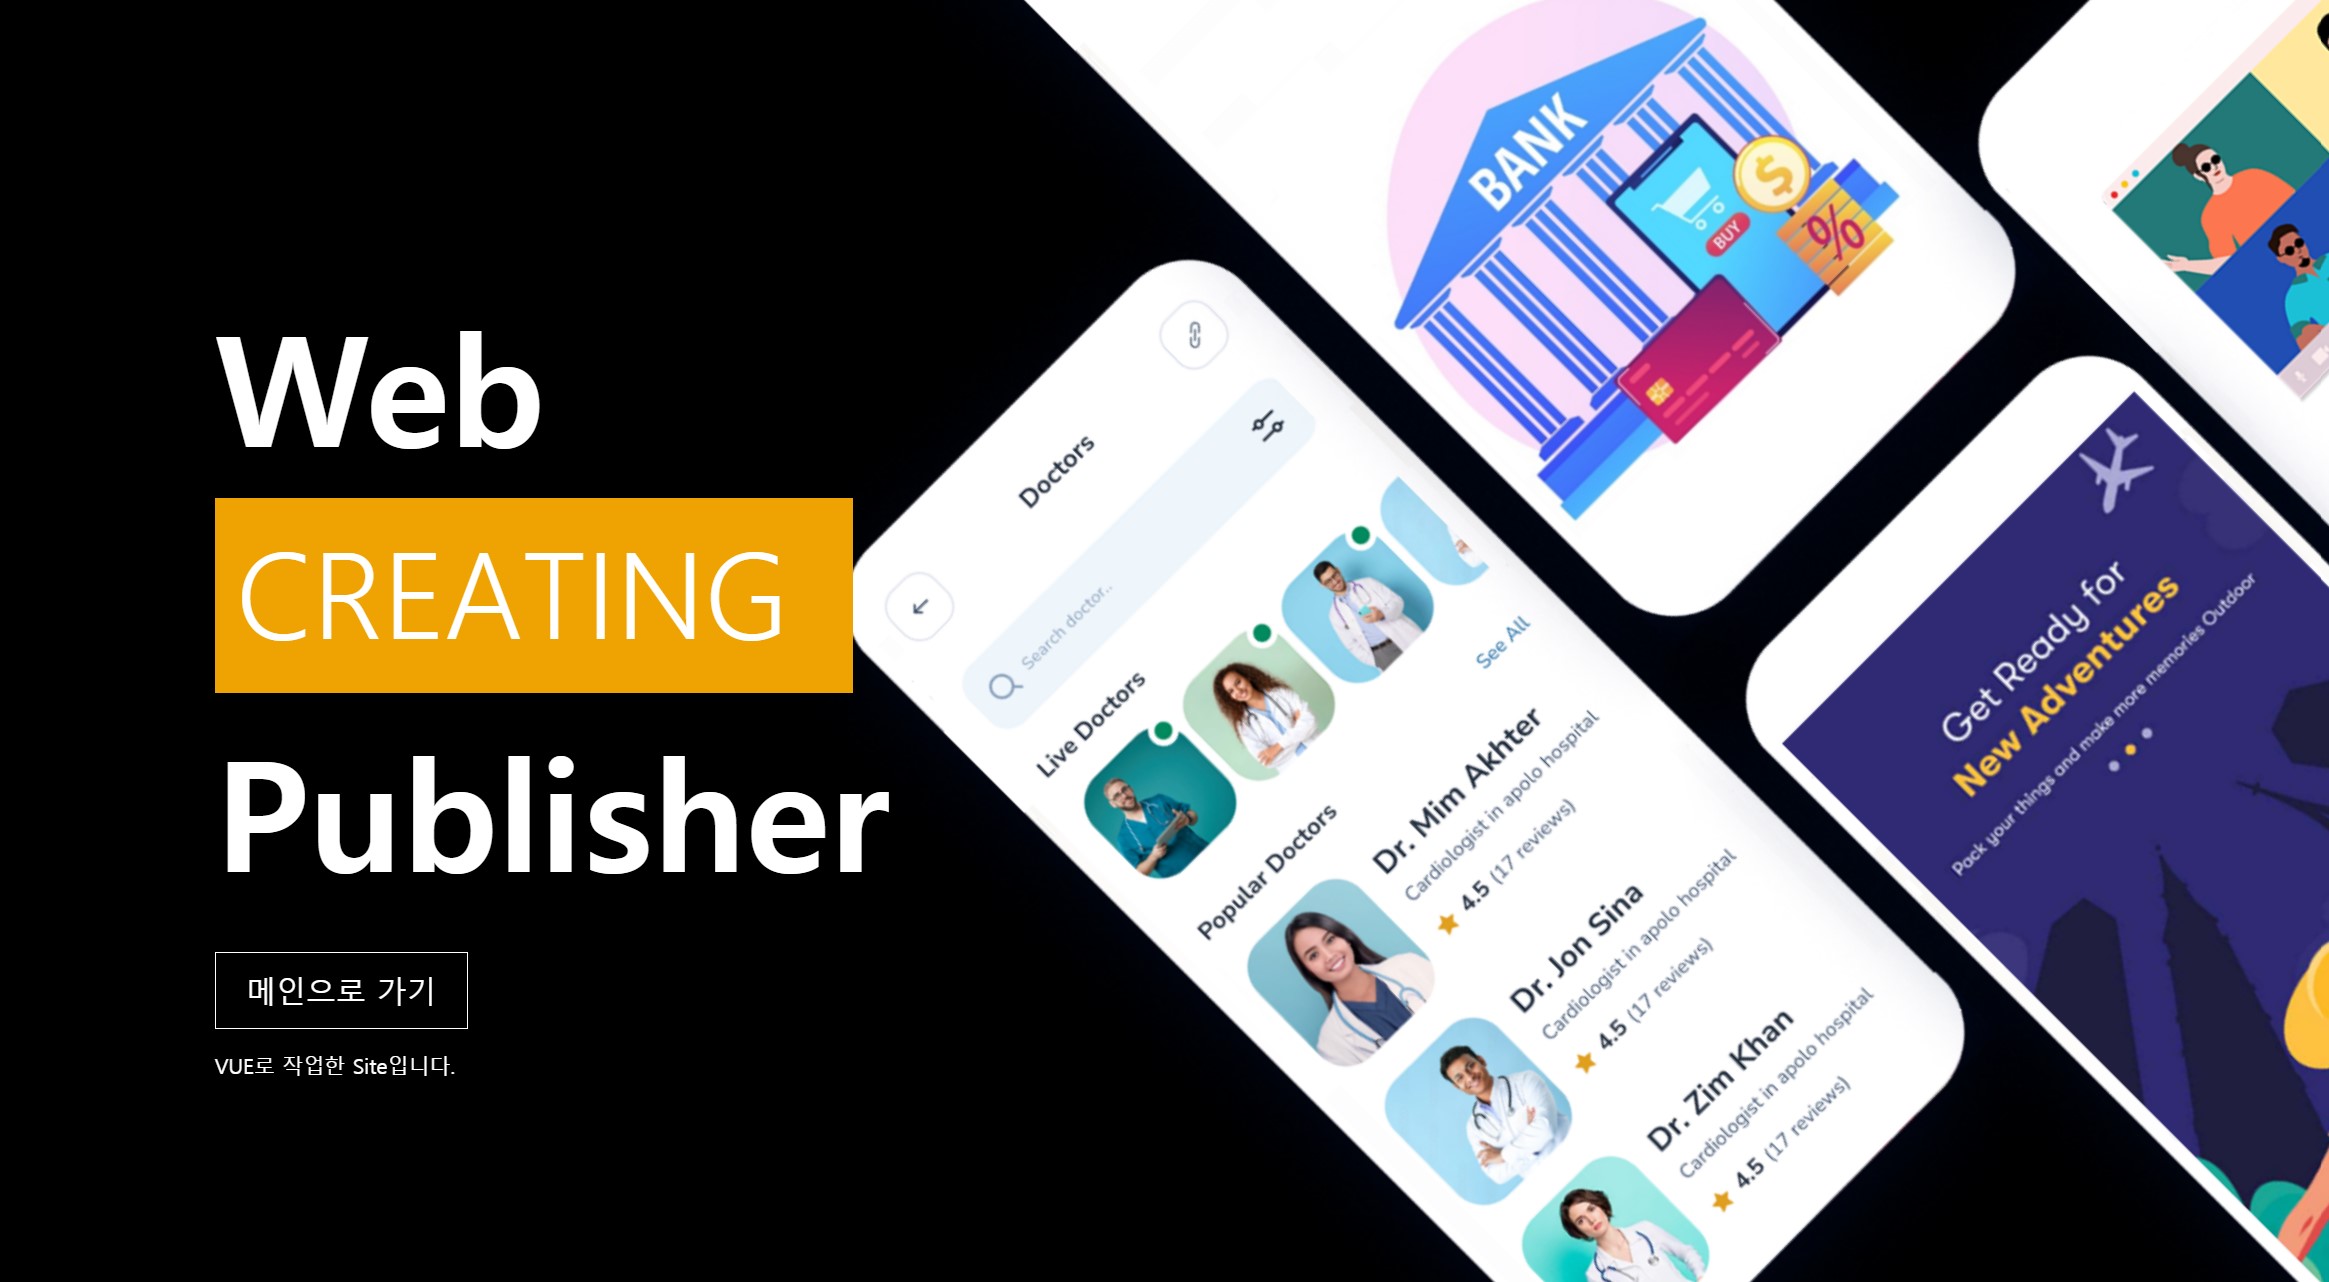 Web
CREATING
Publisher
메인으로 가기
VUE로 작업한 Site입니다.
BANK
$
BUY
%
Doctors
Search doctor..
Live Doctors
See All
Popular Doctors
Dr. Mim Akhter
Cardiologist in apolo hospital
4.5 (17 reviews)
Dr. Jon Sina
Cardiologist in apolo hospital
4.5 (17 reviews)
Dr. Zim Khan
Cardiologist in apolo hospital
4.5 (17 reviews)
Get Ready for
New Adventures
Pack your things and make more memories Outdoor